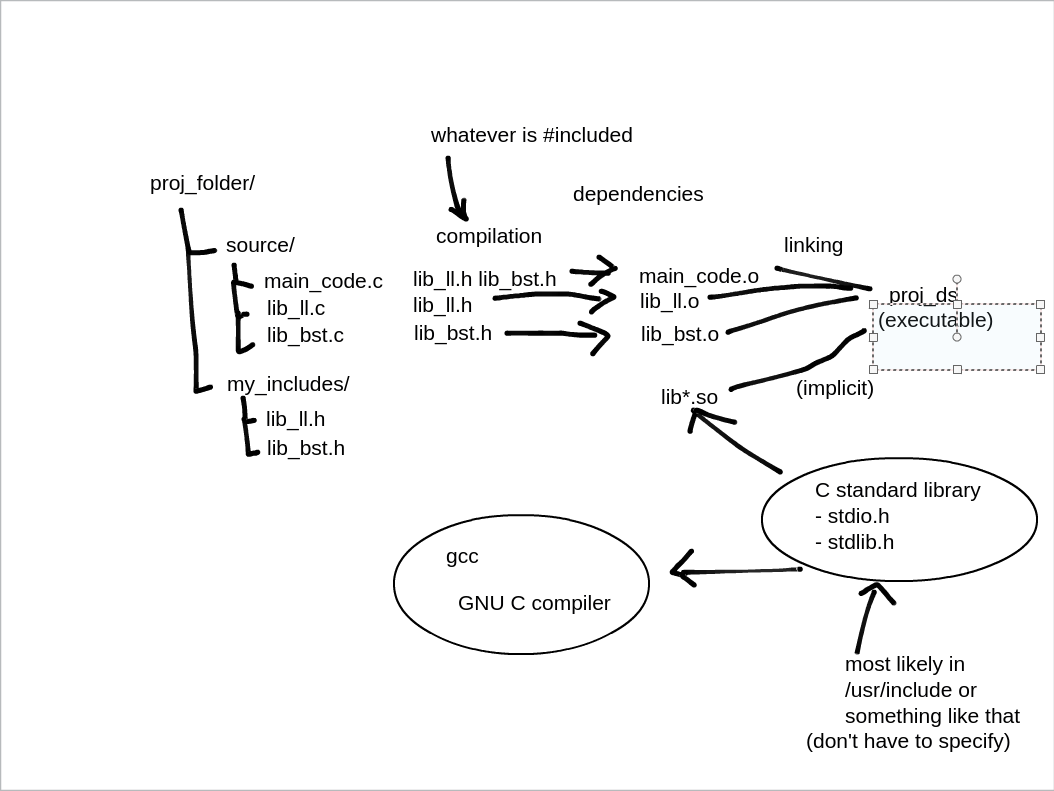 whatever is #included
proj_folder/
dependencies
compilation
source/
linking
main_code.c
lib_ll.h lib_bst.h
main_code.o
lib_ll.c
lib_ll.h
lib_ll.o
proj_ds
(executable)
lib_bst.c
lib_bst.h
lib_bst.o
my_includes/
(implicit)
lib*.so
lib_ll.h
lib_bst.h
C standard library
- stdio.h
- stdlib.h
gcc
GNU C compiler
most likely in
/usr/include or
something like that
(don't have to specify)